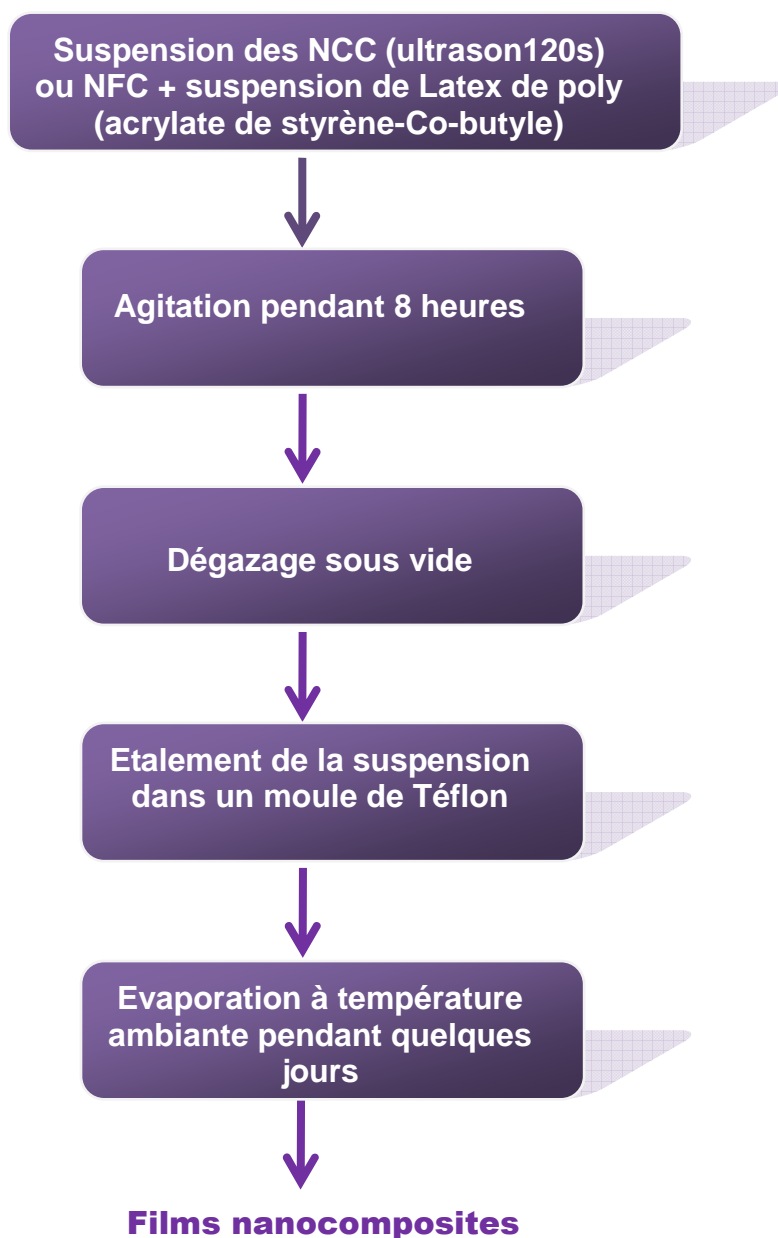 Suspension des NCC (ultrason120s)
ou NFC + suspension de Latex de poly
(acrylate de styrène-Co-butyle)
Agitation pendant 8 heures
Dégazage sous vide
Etalement de la suspension
dans un moule de Téflon
Evaporation à température
ambiante pendant quelques
jours
Films nanocomposites